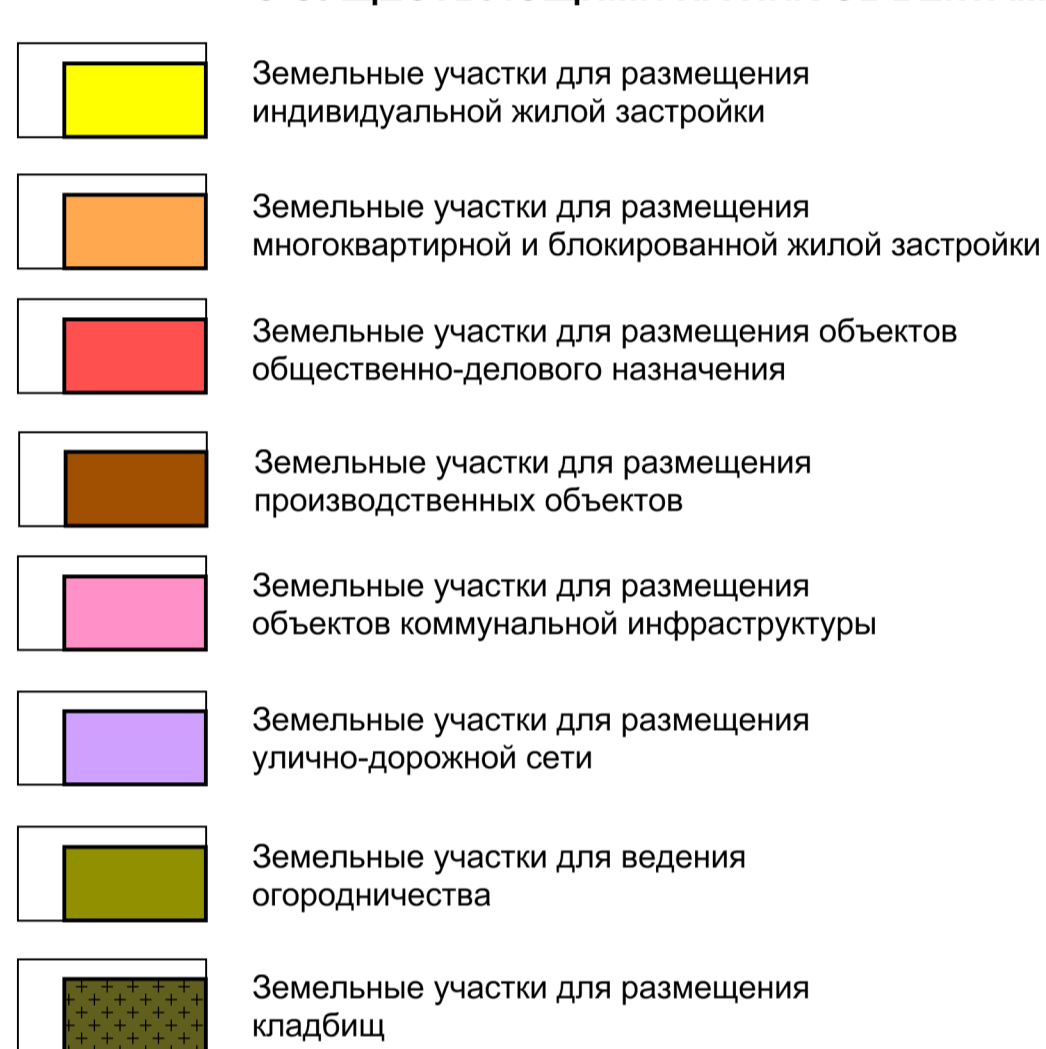 Земельные участки для размещения
индивидуальной жилой застройки
Земельные участки для размещения
многоквартирной и блокированной жилой застройки
Земельные участки для размещения объектов
общественно-делового назначения
Земельные участки для размещения
производственных объектов
Земельные участки для размещения
объектов коммунальной инфраструктуры
Земельные участки для размещения
улично-дорожной сети
Земельные участки для ведения
огородничества
Земельные участки для размещения
кладбищ